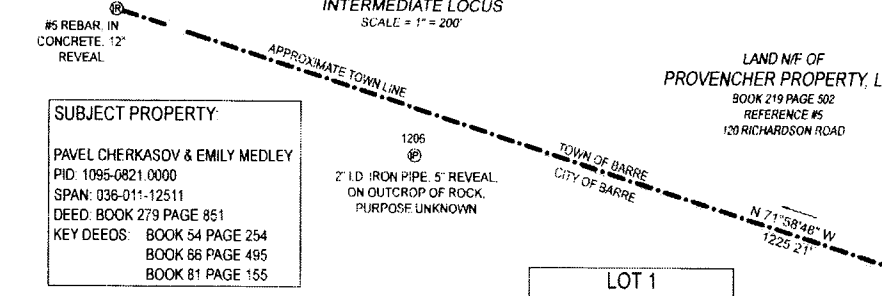 INTERMEDIATE LOCUS
SCALE = 1" = 200'
IR
#5 REBAR, IN
CONCRETE, 12"
REVEAL
APPROXIMATE TOWN LINE
LAND N/F OF
PROVENCHER PROPERTY, L
BOOK 219 PAGE 502
REFERENCE #5
120 RICHARDSON ROAD
SUBJECT PROPERTY:
PAVEL CHERKASOV & EMILY MEDLEY
PID: 1095-0821.0000
SPAN: 036-011-12511
DEED: BOOK 279 PAGE 851
KEY DEEDS: BOOK 54 PAGE 254
BOOK 66 PAGE 495
BOOK 81 PAGE 155
1206
IP
2" I.D. IRON PIPE, 5" REVEAL,
ON OUTCROP OF ROCK,
PURPOSE UNKNOWN
TOWN OF BARRE
CITY OF BARRE
N 71°58'48" W
1225.21'
LOT 1